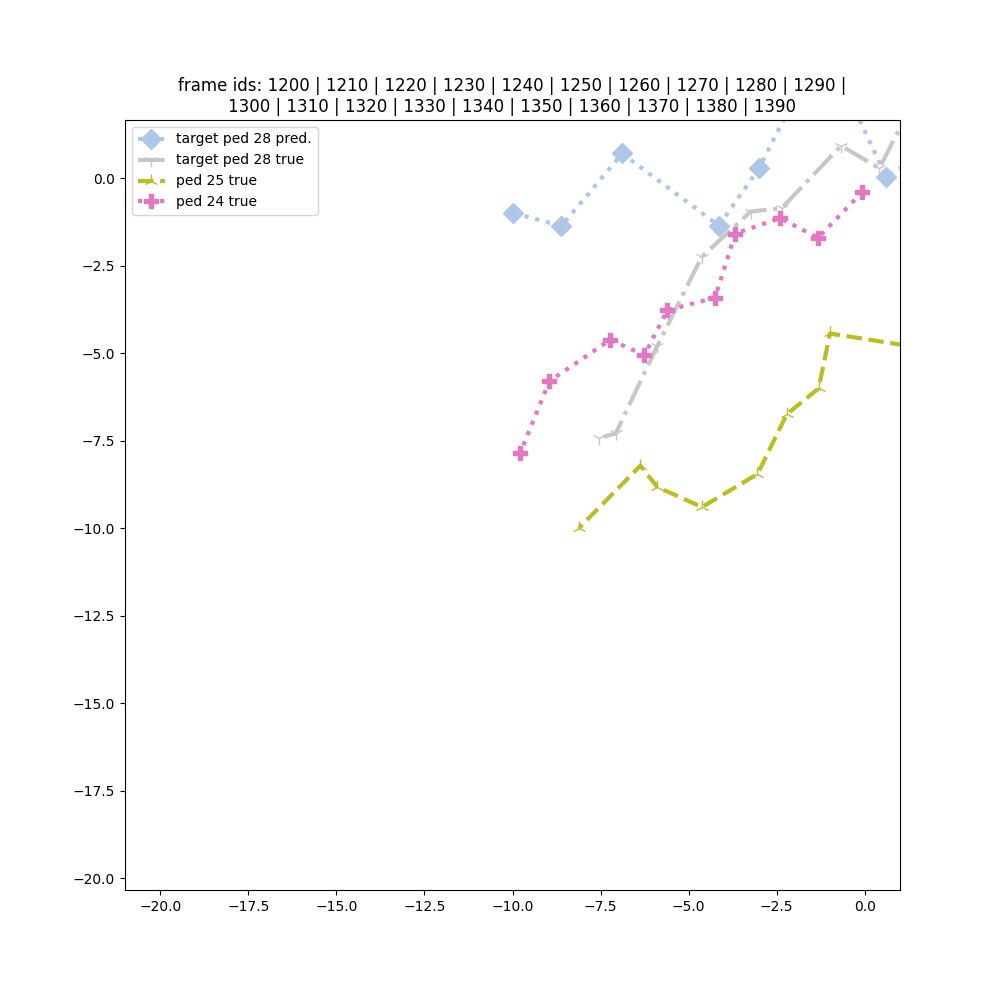 frame ids: 1200 | 1210 | 1220 | 1230 | 1240 | 1250 | 1260 | 1270 | 1280 | 1290 |
1300 | 1310 | 1320 | 1330 | 1340 | 1350 | 1360 | 1370 | 1380 | 1390
target ped 28 pred.
target ped 28 true
ped 25 true
ped 24 true
0.0
−2.5
−5.0
−7.5
−10.0
−12.5
−15.0
−17.5
−20.0
−20.0 −17.5 −15.0 −12.5 −10.0 −7.5 −5.0 −2.5 0.0